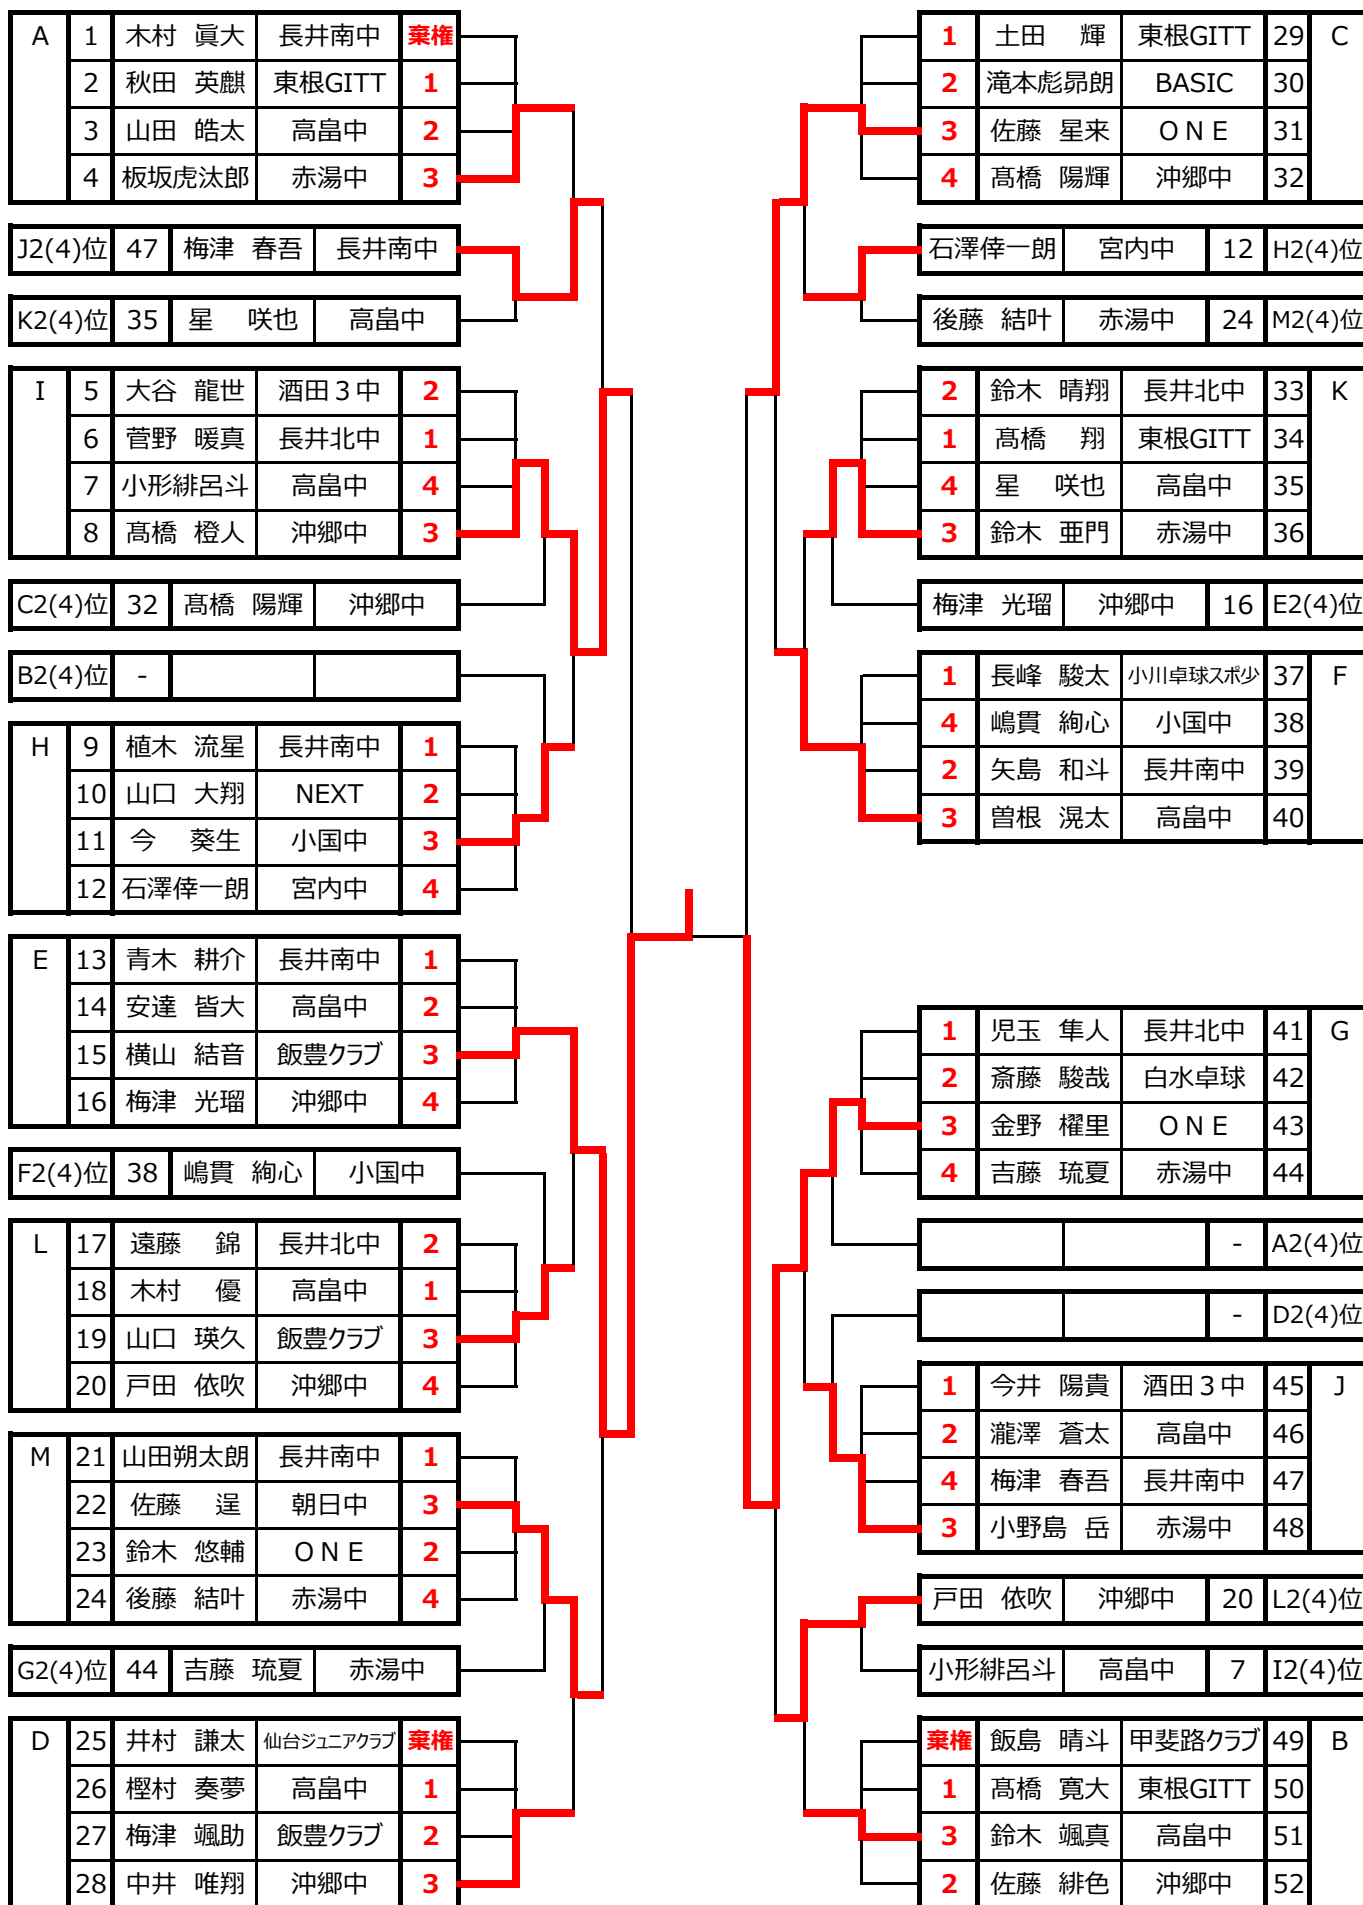 A 1 木村 眞大 長井南中 棄権
2 秋田 英麒 東根GITT 1
3 山田 皓太 高畠中 2
4 板坂虎汰郎 赤湯中 3
J2(4)位 47 梅津 春吾 長井南中
K2(4)位 35 星 咲也 高畠中
I 5 大谷 龍世 酒田3中 2
6 菅野 暖真 長井北中 1
7 小形緋呂斗 高畠中 4
8 髙橋 橙人 沖郷中 3
C2(4)位 32 髙橋 陽輝 沖郷中
B2(4)位 -
H 9 植木 流星 長井南中 1
10 山口 大翔 NEXT 2
11 今 葵生 小国中 3
12 石澤倖一朗 宮内中 4
E 13 青木 耕介 長井南中 1
14 安達 皆大 高畠中 2
15 横山 結音 飯豊クラブ 3
16 梅津 光瑠 沖郷中 4
F2(4)位 38 嶋貫 絢心 小国中
L 17 遠藤 錦 長井北中 2
18 木村 優 高畠中 1
19 山口 瑛久 飯豊クラブ 3
20 戸田 依吹 沖郷中 4
M 21 山田朔太朗 長井南中 1
22 佐藤 逞 朝日中 3
23 鈴木 悠輔 ONE 2
24 後藤 結叶 赤湯中 4
G2(4)位 44 吉藤 琉夏 赤湯中
D 25 井村 謙太 仙台ジュニアクラブ 棄権
26 樫村 奏夢 高畠中 1
27 梅津 颯助 飯豊クラブ 2
28 中井 唯翔 沖郷中 3
1 土田 輝 東根GITT 29 C
2 滝本彪昴朗 BASIC 30
3 佐藤 星来 ONE 31
4 髙橋 陽輝 沖郷中 32
石澤倖一朗 宮内中 12 H2(4)位
後藤 結叶 赤湯中 24 M2(4)位
2 鈴木 晴翔 長井北中 33 K
1 髙橋 翔 東根GITT 34
4 星 咲也 高畠中 35
3 鈴木 亜門 赤湯中 36
梅津 光瑠 沖郷中 16 E2(4)位
1 長峰 駿太 小川卓球スポ少 37 F
4 嶋貫 絢心 小国中 38
2 矢島 和斗 長井南中 39
3 曽根 滉太 高畠中 40
1 児玉 隼人 長井北中 41 G
2 斎藤 駿哉 白水卓球 42
3 金野 櫂里 ONE 43
4 吉藤 琉夏 赤湯中 44
- A2(4)位
- D2(4)位
1 今井 陽貴 酒田3中 45 J
2 瀧澤 蒼太 高畠中 46
4 梅津 春吾 長井南中 47
3 小野島 岳 赤湯中 48
戸田 依吹 沖郷中 20 L2(4)位
小形緋呂斗 高畠中 7 I2(4)位
棄権 飯島 晴斗 甲斐路クラブ 49 B
1 髙橋 寛大 東根GITT 50
3 鈴木 颯真 高畠中 51
2 佐藤 緋色 沖郷中 52